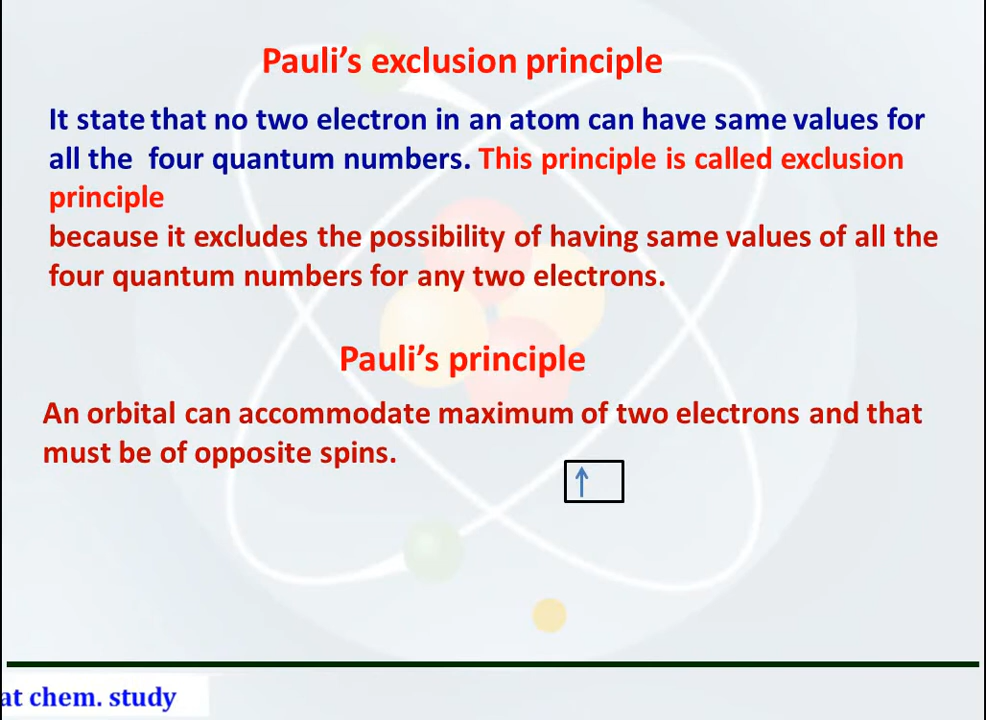 Pauli’s exclusion principle
It state that no two electron in an atom can have same values for
all the four quantum numbers. This principle is called exclusion
principle
because it excludes the possibility of having same values of all the
four quantum numbers for any two electrons.
Pauli’s principle
An orbital can accommodate maximum of two electrons and that
must be of opposite spins.
↑
at chem. study